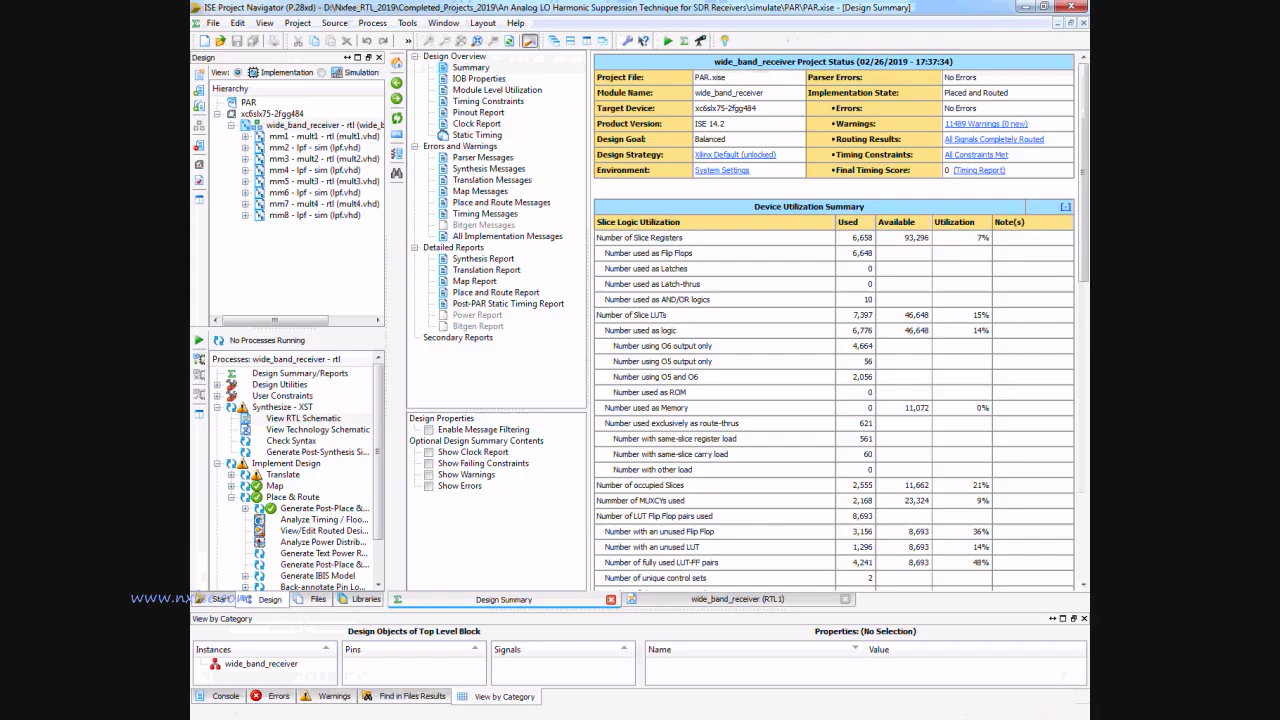 ISE Project Navigator (P.28xd) - D:\Nxfee_RTL_2019\Completed_Projects_2019\An Analog LO Harmonic Suppression Technique for SDR Receivers\simulate\PAR\PAR.xise - [Design Summary]
File Edit View Project Source Process Tools Window Layout Help
Design
View: Implementation Simulation
Hierarchy
PAR
xc6slx75-2fgg484
wide_band_receiver - rtl (wide_b
mm1 - mult1 - rtl (mult1.vhd)
mm2 - lpf - sim (lpf.vhd)
mm3 - mult2 - rtl (mult2.vhd)
mm4 - lpf - sim (lpf.vhd)
mm5 - mult3 - rtl (mult3.vhd)
mm6 - lpf - sim (lpf.vhd)
mm7 - mult4 - rtl (mult4.vhd)
mm8 - lpf - sim (lpf.vhd)
No Processes Running
Processes: wide_band_receiver - rtl
Design Summary/Reports
Design Utilities
User Constraints
Synthesize - XST
View RTL Schematic
View Technology Schematic
Check Syntax
Generate Post-Synthesis Si...
Implement Design
Translate
Map
Place & Route
Generate Post-Place &...
Analyze Timing / Floo...
View/Edit Routed Desi...
Analyze Power Distrib...
Generate Text Power R...
Generate Post-Place &...
Generate IBIS Model
Back-annotate Pin Lo...
Start Design Files Libraries
Design Overview
Summary
IOB Properties
Module Level Utilization
Timing Constraints
Pinout Report
Clock Report
Static Timing
Errors and Warnings
Parser Messages
Synthesis Messages
Translation Messages
Map Messages
Place and Route Messages
Timing Messages
Bitgen Messages
All Implementation Messages
Detailed Reports
Synthesis Report
Translation Report
Map Report
Place and Route Report
Post-PAR Static Timing Report
Power Report
Bitgen Report
Secondary Reports
Design Properties
Enable Message Filtering
Optional Design Summary Contents
Show Clock Report
Show Failing Constraints
Show Warnings
Show Errors
wide_band_receiver Project Status (02/26/2019 - 17:37:34)
Project File: PAR.xise Parser Errors: No Errors
Module Name: wide_band_receiver Implementation State: Placed and Routed
Target Device: xc6slx75-2fgg484 •Errors: No Errors
Product Version: ISE 14.2 •Warnings: 11489 Warnings (0 new)
Design Goal: Balanced •Routing Results: All Signals Completely Routed
Design Strategy: Xilinx Default (unlocked) •Timing Constraints: All Constraints Met
Environment: System Settings •Final Timing Score: 0 (Timing Report)
Device Utilization Summary [-]
Slice Logic Utilization Used Available Utilization Note(s)
Number of Slice Registers 6,658 93,296 7%
Number used as Flip Flops 6,648
Number used as Latches 0
Number used as Latch-thrus 0
Number used as AND/OR logics 10
Number of Slice LUTs 7,397 46,648 15%
Number used as logic 6,776 46,648 14%
Number using O6 output only 4,664
Number using O5 output only 56
Number using O5 and O6 2,056
Number used as ROM 0
Number used as Memory 0 11,072 0%
Number used exclusively as route-thrus 621
Number with same-slice register load 561
Number with same-slice carry load 60
Number with other load 0
Number of occupied Slices 2,555 11,662 21%
Nummber of MUXCYs used 2,168 23,324 9%
Number of LUT Flip Flop pairs used 8,693
Number with an unused Flip Flop 3,156 8,693 36%
Number with an unused LUT 1,296 8,693 14%
Number of fully used LUT-FF pairs 4,241 8,693 48%
Number of unique control sets 2
Design Summary wide_band_receiver (RTL1)
View by Category
Design Objects of Top Level Block Properties: (No Selection)
Instances Pins Signals Name Value
wide_band_receiver
Console Errors Warnings Find in Files Results View by Category